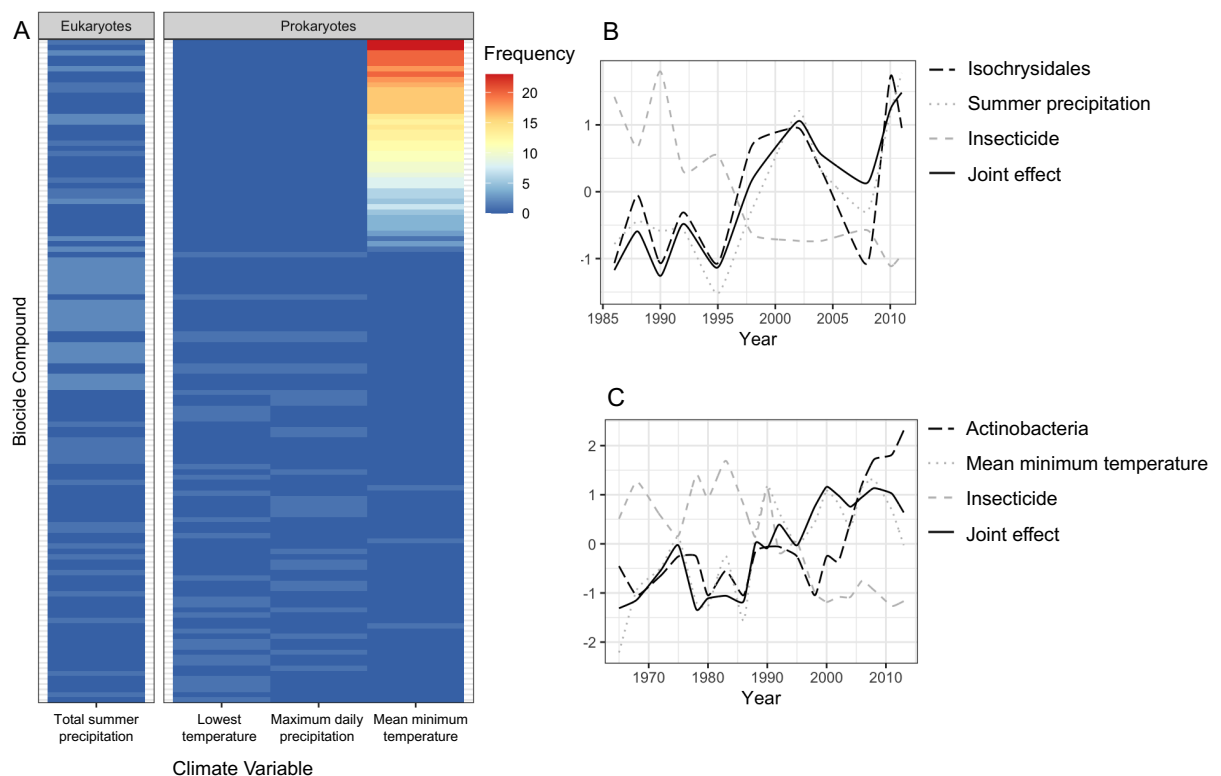 A
Eukaryotes
Prokaryotes
Frequency
20
15
10
5
0
Biocide Compound
Total summer
precipitation
Lowest
temperature
Maximum daily
precipitation
Mean minimum
temperature
Climate Variable
B
1
0
-1
1985
1990
1995
2000
2005
2010
Year
Isochrysidales
Summer precipitation
Insecticide
Joint effect
C
2
1
0
-1
-2
1970
1980
1990
2000
2010
Year
Actinobacteria
Mean minimum temperature
Insecticide
Joint effect